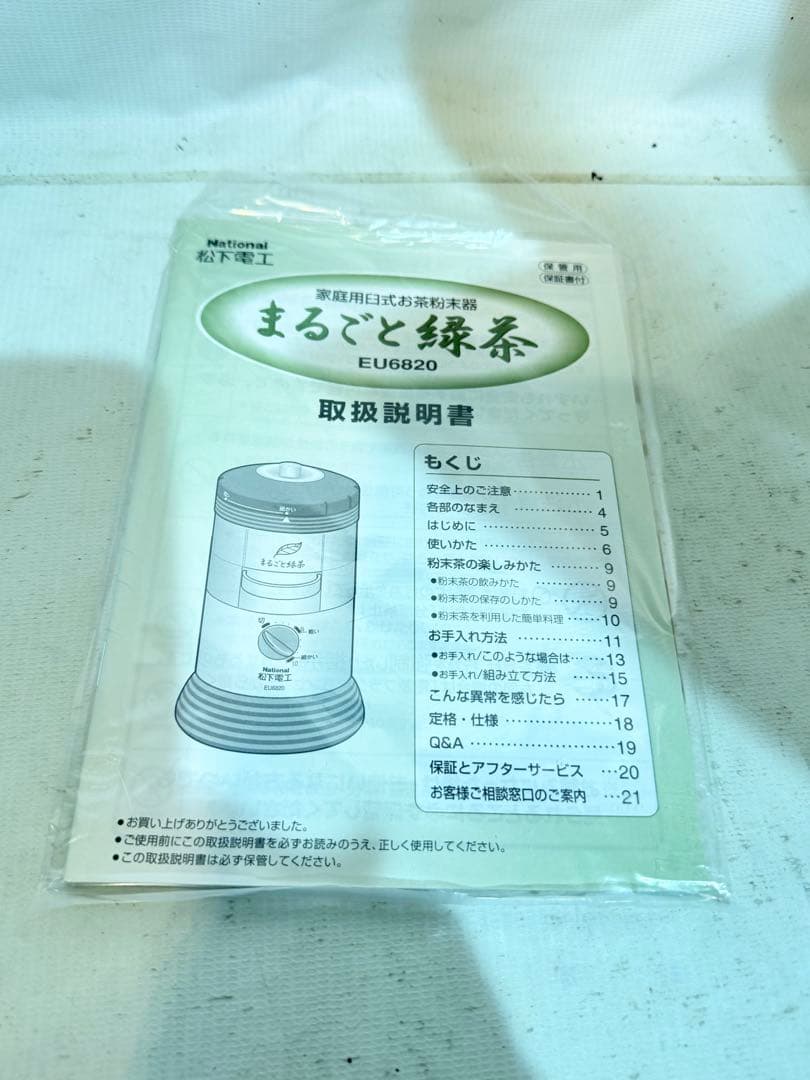 National
松下電工
保管用
保証書付
家庭用臼式お茶粉末器
まるごと緑茶
EU6820
取扱説明書
もくじ
安全上のご注意 ・・・・・・・・・・・・・・ 1
各部のなまえ ・・・・・・・・・・・・・・ 4
はじめに ・・・・・・・・・・・・・・ 5
使いかた ・・・・・・・・・・・・・・ 6
粉末茶の楽しみかた ・・・・ 9
●粉末茶の飲みかた ・・・・・・・・ 9
●粉末茶の保存のしかた ・・・・・・ 9
●粉末茶を利用した簡単料理 ・・・・・・10
お手入れ方法 ・・・・・・・・・・・・・・11
●お手入れ/このような場合は・・・ ・・・13
●お手入れ/組み立て方法 ・・・・・・15
こんな異常を感じたら ・・・・・・17
定格・仕様 ・・・・・・・・・・・・・・18
Q&A ・・・・・・・・・・・・・・19
保証とアフターサービス ・・・20
お客様ご相談窓口のご案内 ・・・21
細かい
まるごと緑茶
切
粗い
細かい
National
松下電工
EU6820
●お買い上げありがとうございました。
●ご使用前にこの取扱説明書を必ずお読みのうえ、正しく使用してください。
●この取扱説明書は必ず保管してください。